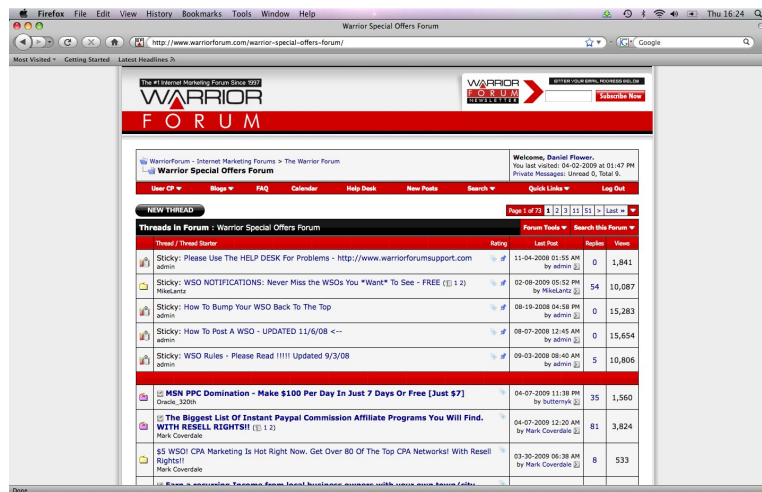 Firefox File Edit View History Bookmarks Tools Window Help Thu 16:24
Warrior Special Offers Forum
http://www.warriorforum.com/warrior-special-offers-forum/ Google
Most Visited Getting Started Latest Headlines
The #1 Internet Marketing Forum Since 1997
WARRIOR
FORUM
WARRIOR
FORUM
NEWSLETTER
ENTER YOUR EMAIL ADDRESS BELOW
Subscribe Now
WarriorForum - Internet Marketing Forums > The Warrior Forum
Warrior Special Offers Forum
Welcome, Daniel Flower.
You last visited: 04-02-2009 at 01:47 PM
Private Messages: Unread 0, Total 9.
User CP Blogs FAQ Calendar Help Desk New Posts Search Quick Links Log Out
NEW THREAD
Page 1 of 73 1 2 3 11 51 > Last »
Threads in Forum : Warrior Special Offers Forum Forum Tools Search this Forum
Thread / Thread Starter Rating Last Post Replies Views
Sticky: Please Use The HELP DESK For Problems - http://www.warriorforumsupport.com
admin
11-04-2008 01:55 AM
by admin
0 1,841
Sticky: WSO NOTIFICATIONS: Never Miss the WSOs You *Want* To See - FREE ( 1 2)
MikeLantz
02-08-2009 05:52 PM
by MikeLantz
54 10,087
Sticky: How To Bump Your WSO Back To The Top
admin
08-19-2008 04:58 PM
by admin
0 15,283
Sticky: How To Post A WSO - UPDATED 11/6/08 <--
admin
08-07-2008 12:45 AM
by admin
0 15,654
Sticky: WSO Rules - Please Read !!!!! Updated 9/3/08
admin
09-03-2008 08:40 AM
by admin
5 10,806
MSN PPC Domination - Make $100 Per Day In Just 7 Days Or Free [Just $7]
Oracle_320th
04-07-2009 11:38 PM
by butternyk
35 1,560
The Biggest List Of Instant Paypal Commission Affiliate Programs You Will Find.
WITH RESELL RIGHTS!! ( 1 2)
Mark Coverdale
04-07-2009 12:20 AM
by Mark Coverdale
81 3,824
$5 WSO! CPA Marketing Is Hot Right Now. Get Over 80 Of The Top CPA Networks! With Resell
Rights!!
Mark Coverdale
03-30-2009 06:38 AM
by Mark Coverdale
8 533
Earn a recurring Income from local business owners with your own town/city
Done